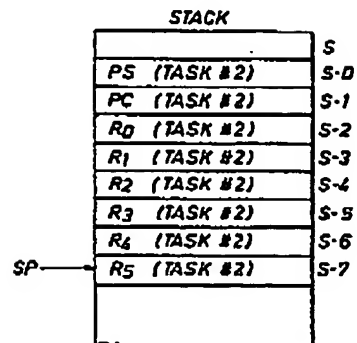 STACK
S
PS (TASK #2) S-0
PC (TASK #2) S-1
R0 (TASK #2) S-2
R1 (TASK #2) S-3
R2 (TASK #2) S-4
R3 (TASK #2) S-5
R4 (TASK #2) S-6
SP R5 (TASK #2) S-7